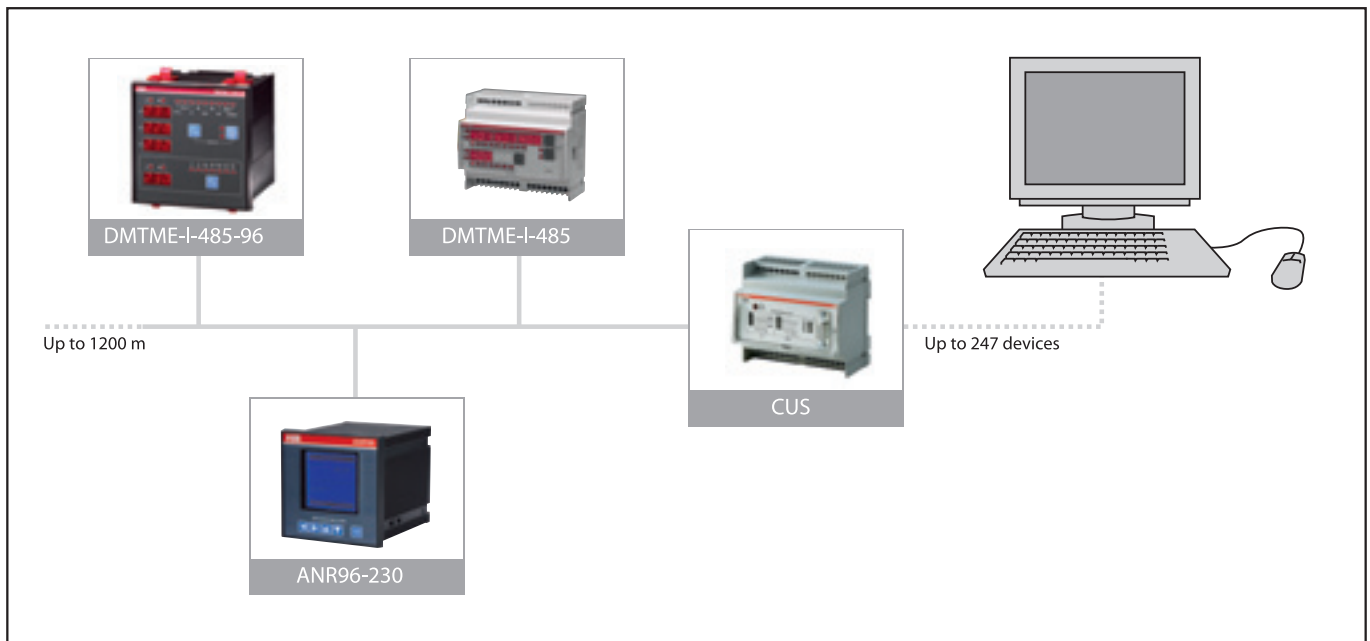 DMTME-I-485-96
DMTME-I-485
Up to 1200 m
Up to 247 devices
CUS
ANR96-230